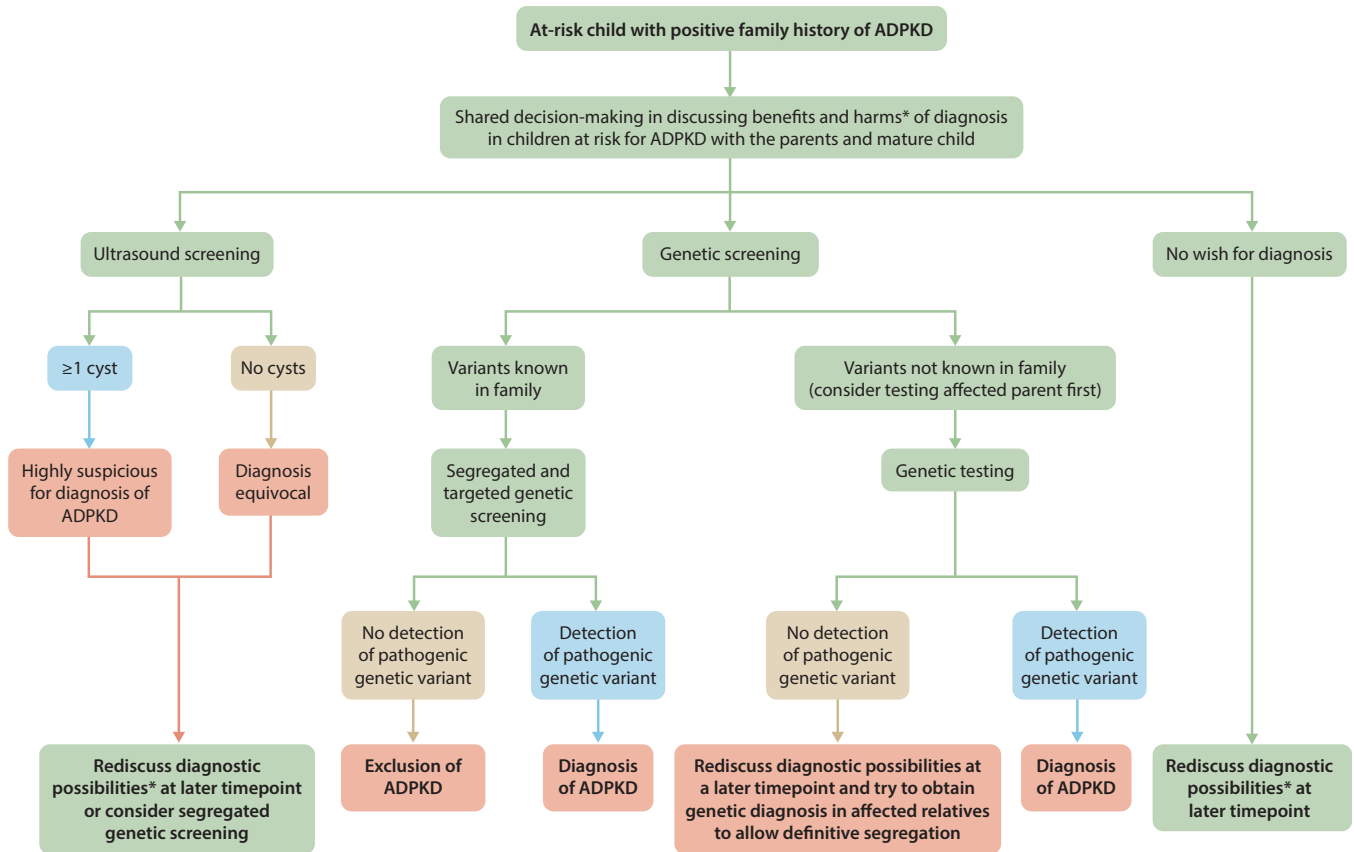 At-risk child with positive family history of ADPKD
Shared decision-making in discussing benefits and harms* of diagnosis
in children at risk for ADPKD with the parents and mature child
Ultrasound screening
Genetic screening
No wish for diagnosis
≥1 cyst
No cysts
Variants known
in family
Variants not known in family
(consider testing affected parent first)
Highly suspicious
for diagnosis of
ADPKD
Diagnosis
equivocal
Segregated and
targeted genetic
screening
Genetic testing
No detection
of pathogenic
genetic variant
Detection
of pathogenic
genetic variant
No detection
of pathogenic
genetic variant
Detection
of pathogenic
genetic variant
Rediscuss diagnostic
possibilities* at later timepoint
or consider segregated
genetic screening
Exclusion of
ADPKD
Diagnosis
of ADPKD
Rediscuss diagnostic possibilities at
a later timepoint and try to obtain
genetic diagnosis in affected relatives
to allow definitive segregation
Diagnosis
of ADPKD
Rediscuss diagnostic
possibilities* at
later timepoint